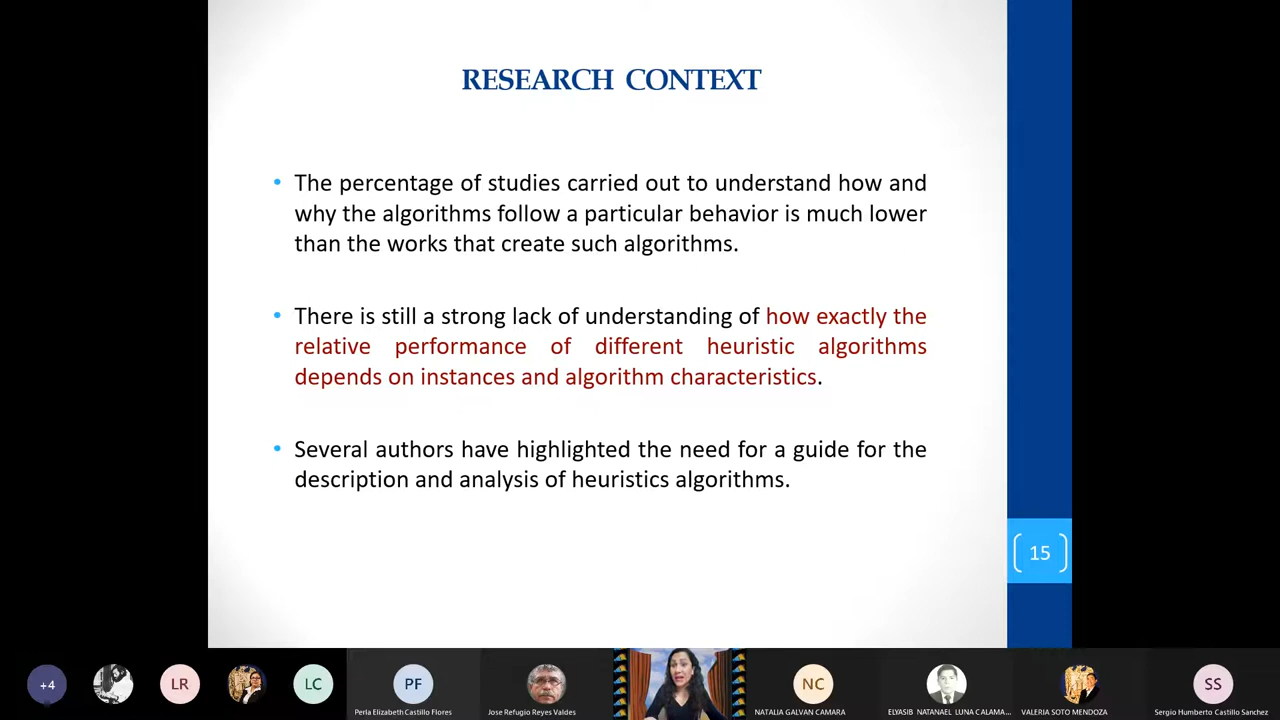 RESEARCH CONTEXT
• The percentage of studies carried out to understand how and
why the algorithms follow a particular behavior is much lower
than the works that create such algorithms.
• There is still a strong lack of understanding of how exactly the
relative performance of different heuristic algorithms
depends on instances and algorithm characteristics.
• Several authors have highlighted the need for a guide for the
description and analysis of heuristics algorithms.
15
+4
LR
LC
PF
NC
SS
Perla Elizabeth Castillo Flores
Jose Refugio Reyes Valdes
NATALIA GALVAN CAMARA
ELYASIB NATANAEL LUNA CALAMA...
VALERIA SOTO MENDOZA
Sergio Humberto Castillo Sanchez